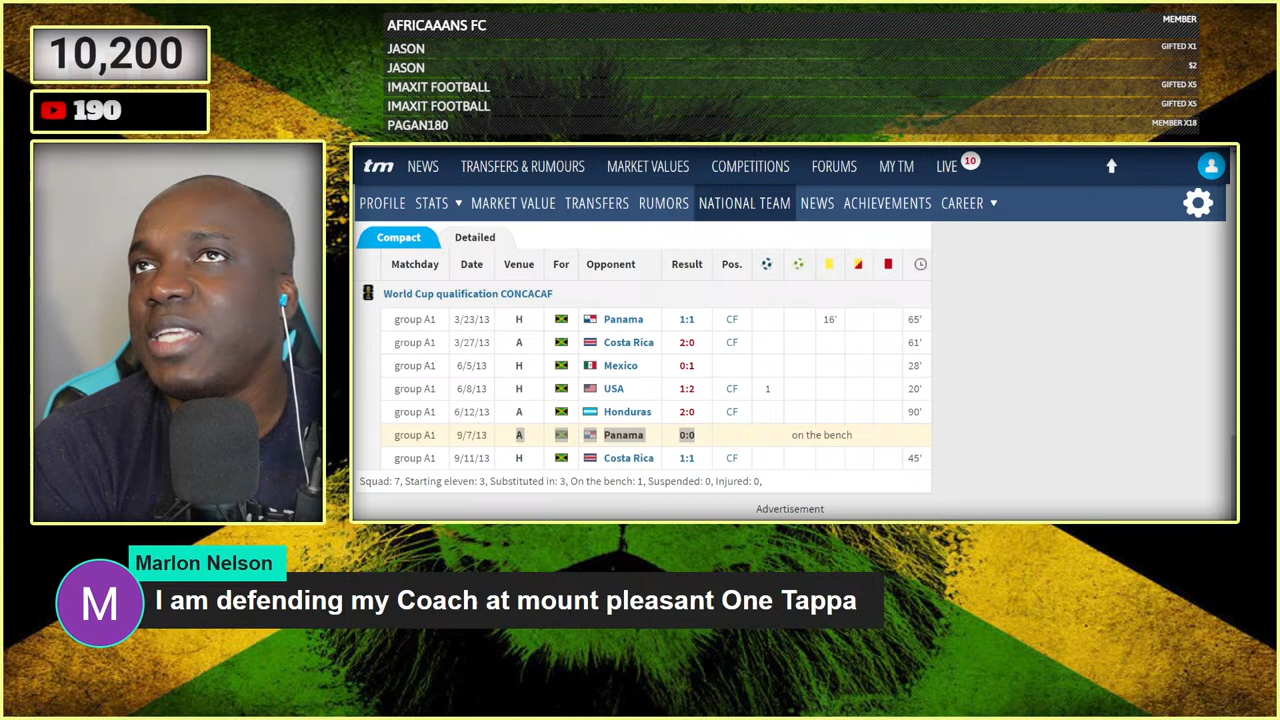 10,200
190
AFRICAAANS FC MEMBER
JASON GIFTED X1
JASON $2
IMAXIT FOOTBALL GIFTED X5
IMAXIT FOOTBALL GIFTED X5
PAGAN180 MEMBER X18
tm NEWS TRANSFERS & RUMOURS MARKET VALUES COMPETITIONS FORUMS MY TM LIVE 10
PROFILE STATS MARKET VALUE TRANSFERS RUMORS NATIONAL TEAM NEWS ACHIEVEMENTS CAREER
Compact Detailed
Matchday Date Venue For Opponent Result Pos.
World Cup qualification CONCACAF
group A1 3/23/13 H Panama 1:1 CF 16' 65'
group A1 3/27/13 A Costa Rica 2:0 CF 61'
group A1 6/5/13 H Mexico 0:1 28'
group A1 6/8/13 H USA 1:2 CF 1 20'
group A1 6/12/13 A Honduras 2:0 CF 90'
group A1 9/7/13 A Panama 0:0 on the bench
group A1 9/11/13 H Costa Rica 1:1 CF 45'
Squad: 7, Starting eleven: 3, Substituted in: 3, On the bench: 1, Suspended: 0, Injured: 0,
Advertisement
Marlon Nelson
M
I am defending my Coach at mount pleasant One Tappa